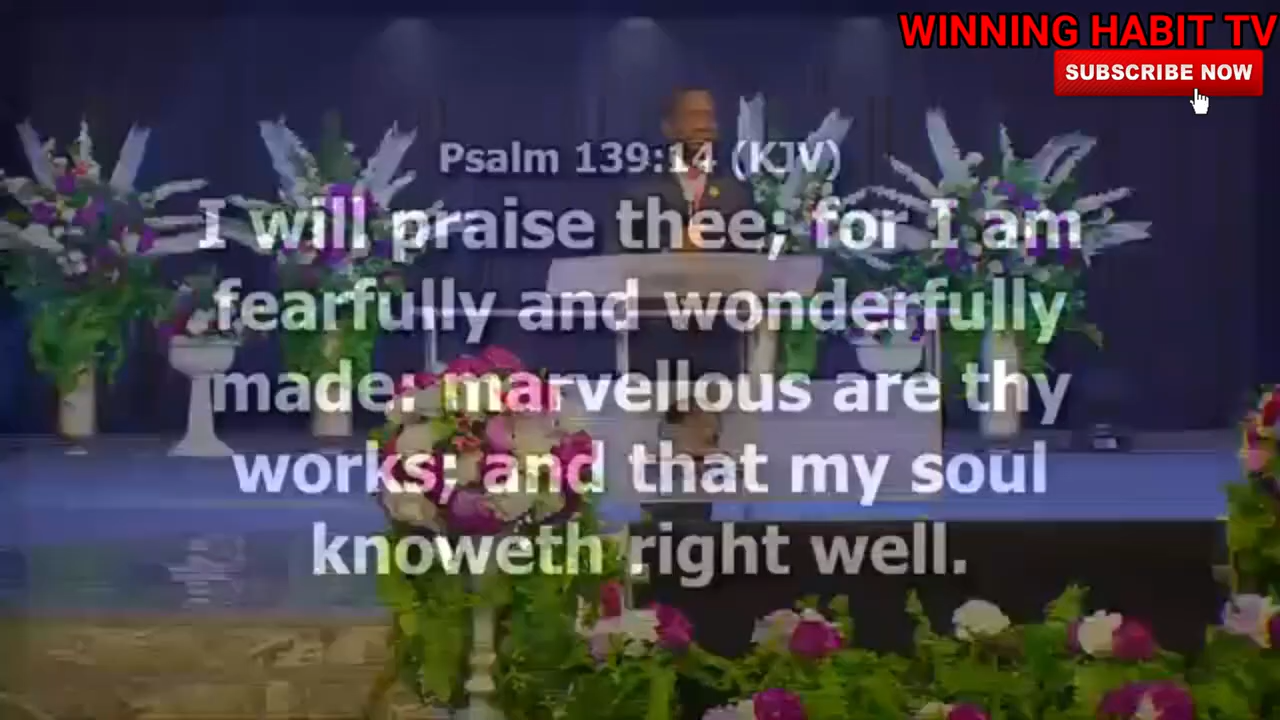 WINNING HABIT TV
SUBSCRIBE NOW
Psalm 139:14 (KJV)
I will praise thee; for I am
fearfully and wonderfully
made: marvellous are thy
works; and that my soul
knoweth right well.